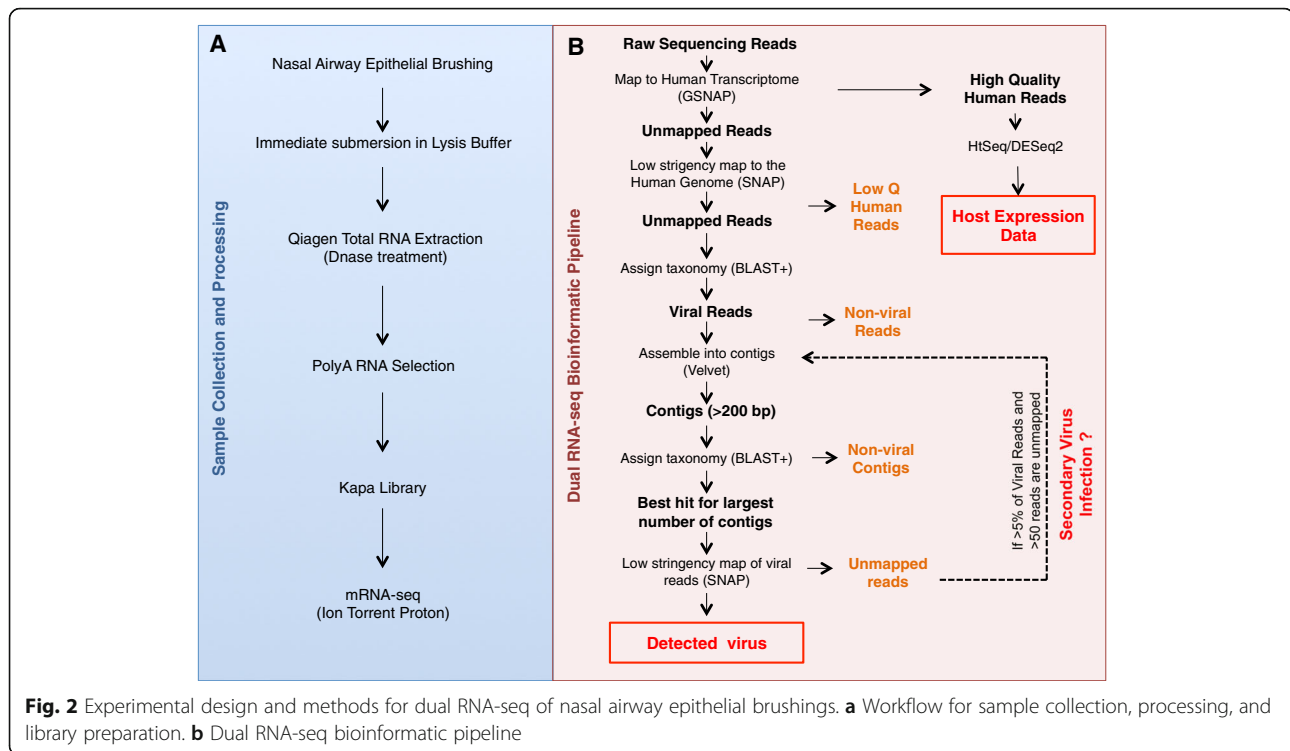 A
Sample Collection and Processing
Nasal Airway Epithelial Brushing
Immediate submersion in Lysis Buffer
Qiagen Total RNA Extraction
(Dnase treatment)
PolyA RNA Selection
Kapa Library
mRNA-seq
(Ion Torrent Proton)
B
Dual RNA-seq Bioinformatic Pipeline
Raw Sequencing Reads
Map to Human Transcriptome
(GSNAP)
High Quality
Human Reads
HtSeq/DESeq2
Host Expression
Data
Unmapped Reads
Low strigency map to the
Human Genome (SNAP)
Low Q
Human
Reads
Unmapped Reads
Assign taxonomy (BLAST+)
Viral Reads
Non-viral
Reads
Assemble into contigs
(Velvet)
Contigs (>200 bp)
Assign taxonomy (BLAST+)
Non-viral
Contigs
Best hit for largest
number of contigs
Low stringency map of viral
reads (SNAP)
Unmapped
reads
If >5% of Viral Reads and
>50 reads are unmapped
Secondary Virus
Infection ?
Detected virus
Fig. 2 Experimental design and methods for dual RNA-seq of nasal airway epithelial brushings. a Workflow for sample collection, processing, and
library preparation. b Dual RNA-seq bioinformatic pipeline